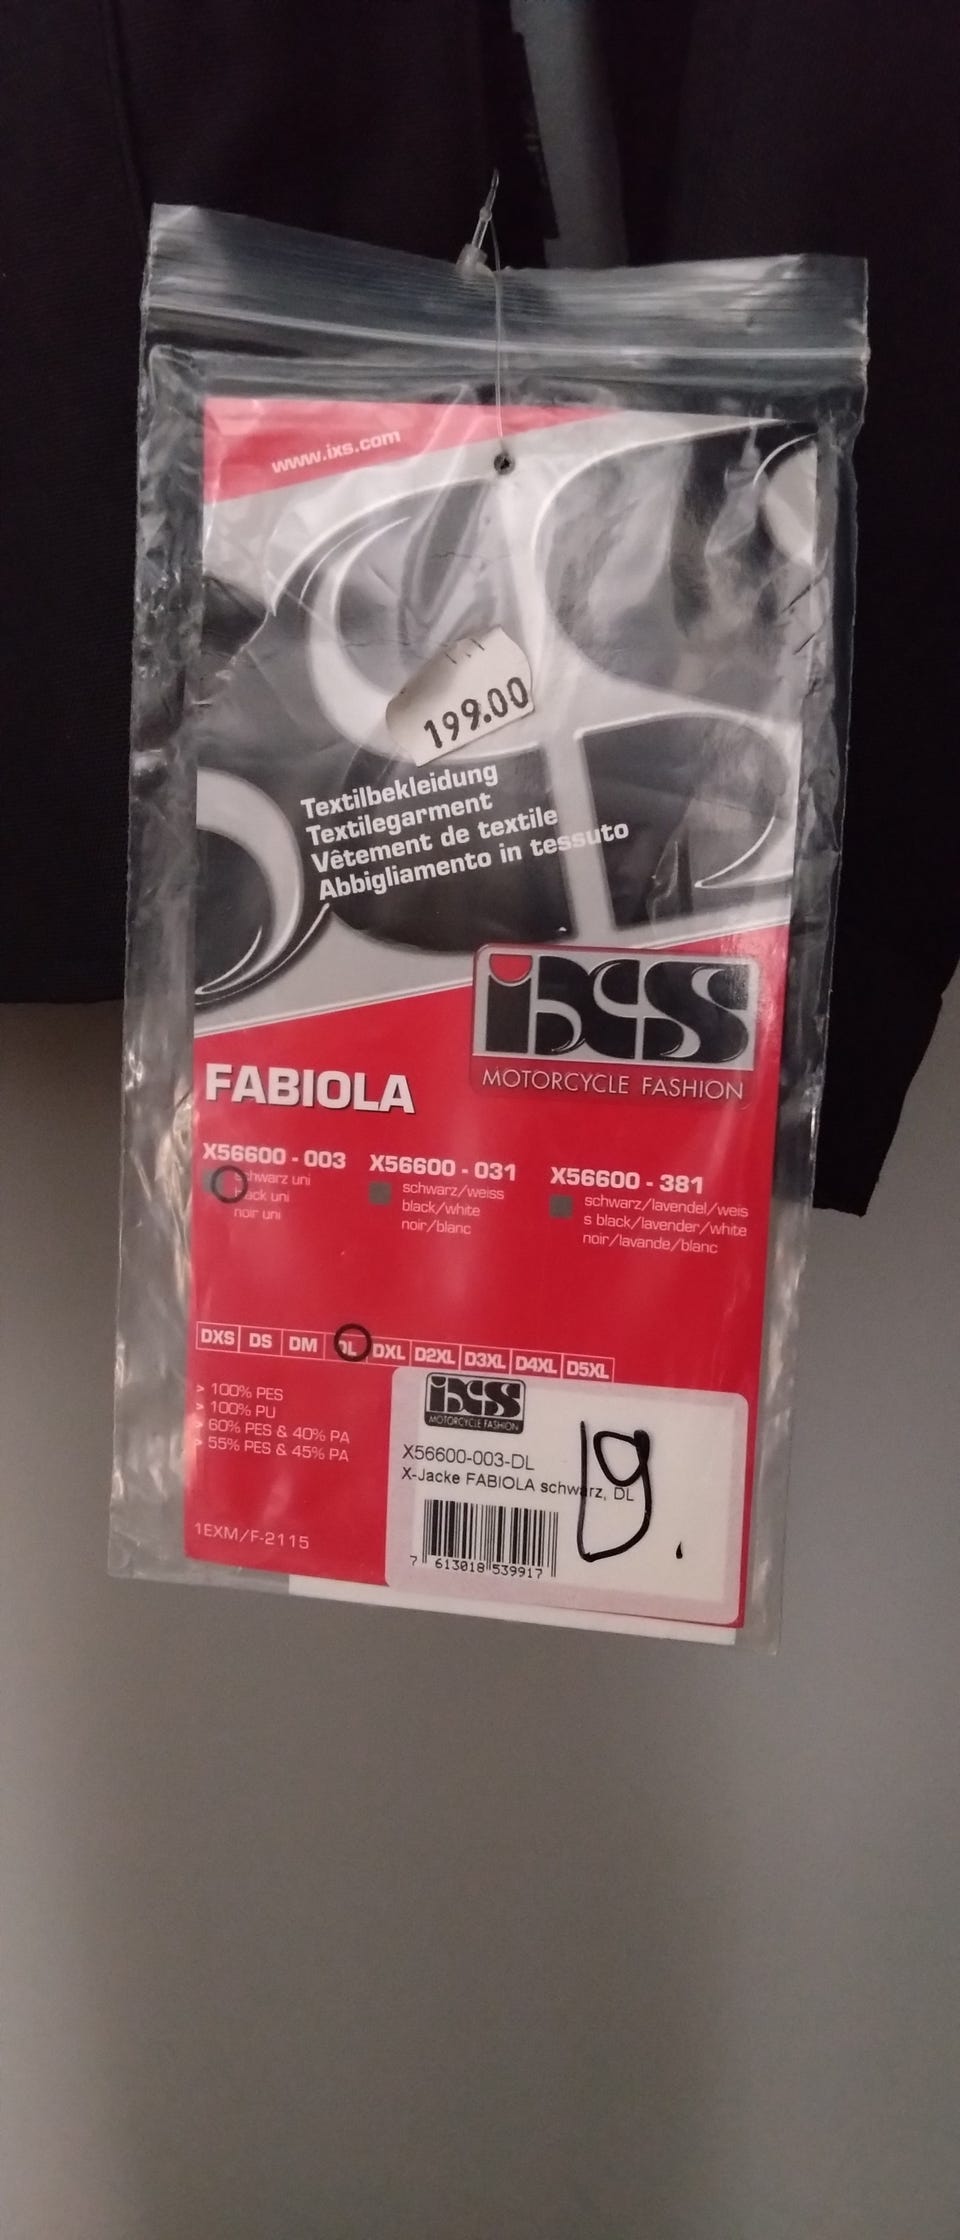 www.ixs.com
199.00
Textilbekleidung
Textilegarment
Vêtement de textile
Abbigliamento in tessuto
iXS
MOTORCYCLE FASHION
FABIOLA
X56600 - 003
schwarz uni
black uni
noir uni
X56600 - 031
schwarz/weiss
black/white
noir/blanc
X56600 - 381
schwarz/lavendel/weis
s black/lavender/white
noir/lavande/blanc
DXS DS DM DL DXL D2XL D3XL D4XL D5XL
> 100% PES
> 100% PU
> 60% PES & 40% PA
> 55% PES & 45% PA
1EXM/F-2115
iXS
MOTORCYCLE FASHION
X56600-003-DL
X-Jacke FABIOLA schwarz, DL
7 613018 539917